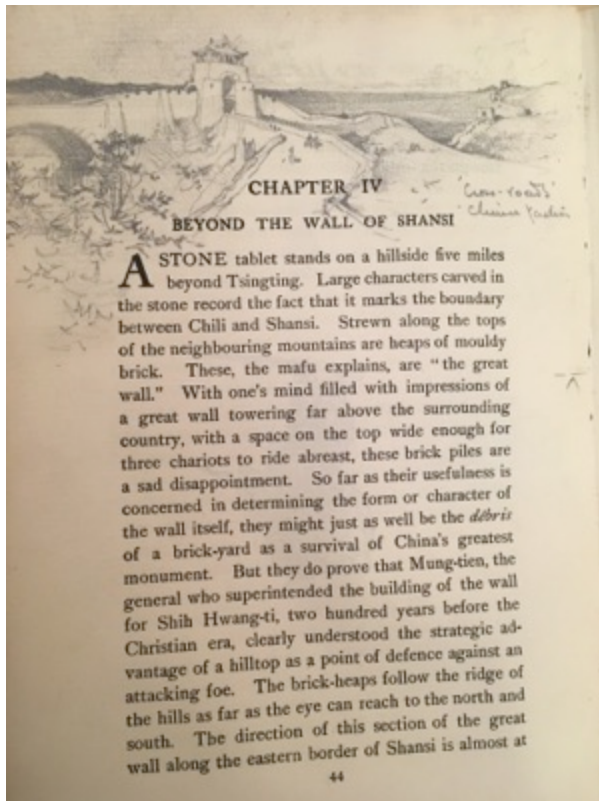 CHAPTER IV
"Cross-roads"
Chinese
BEYOND THE WALL OF SHANSI
A STONE tablet stands on a hillside five miles
beyond Tsingting. Large characters carved in
the stone record the fact that it marks the boundary
between Chili and Shansi. Strewn along the tops
of the neighbouring mountains are heaps of mouldy
brick. These, the mafu explains, are "the great
wall." With one's mind filled with impressions of
a great wall towering far above the surrounding
country, with a space on the top wide enough for
three chariots to ride abreast, these brick piles are
a sad disappointment. So far as their usefulness is
concerned in determining the form or character of
the wall itself, they might just as well be the débris
of a brick-yard as a survival of China's greatest
monument. But they do prove that Mung-tien, the
general who superintended the building of the wall
for Shih Hwang-ti, two hundred years before the
Christian era, clearly understood the strategic ad-
vantage of a hilltop as a point of defence against an
attacking foe. The brick-heaps follow the ridge of
the hills as far as the eye can reach to the north and
south. The direction of this section of the great
wall along the eastern border of Shansi is almost at
44